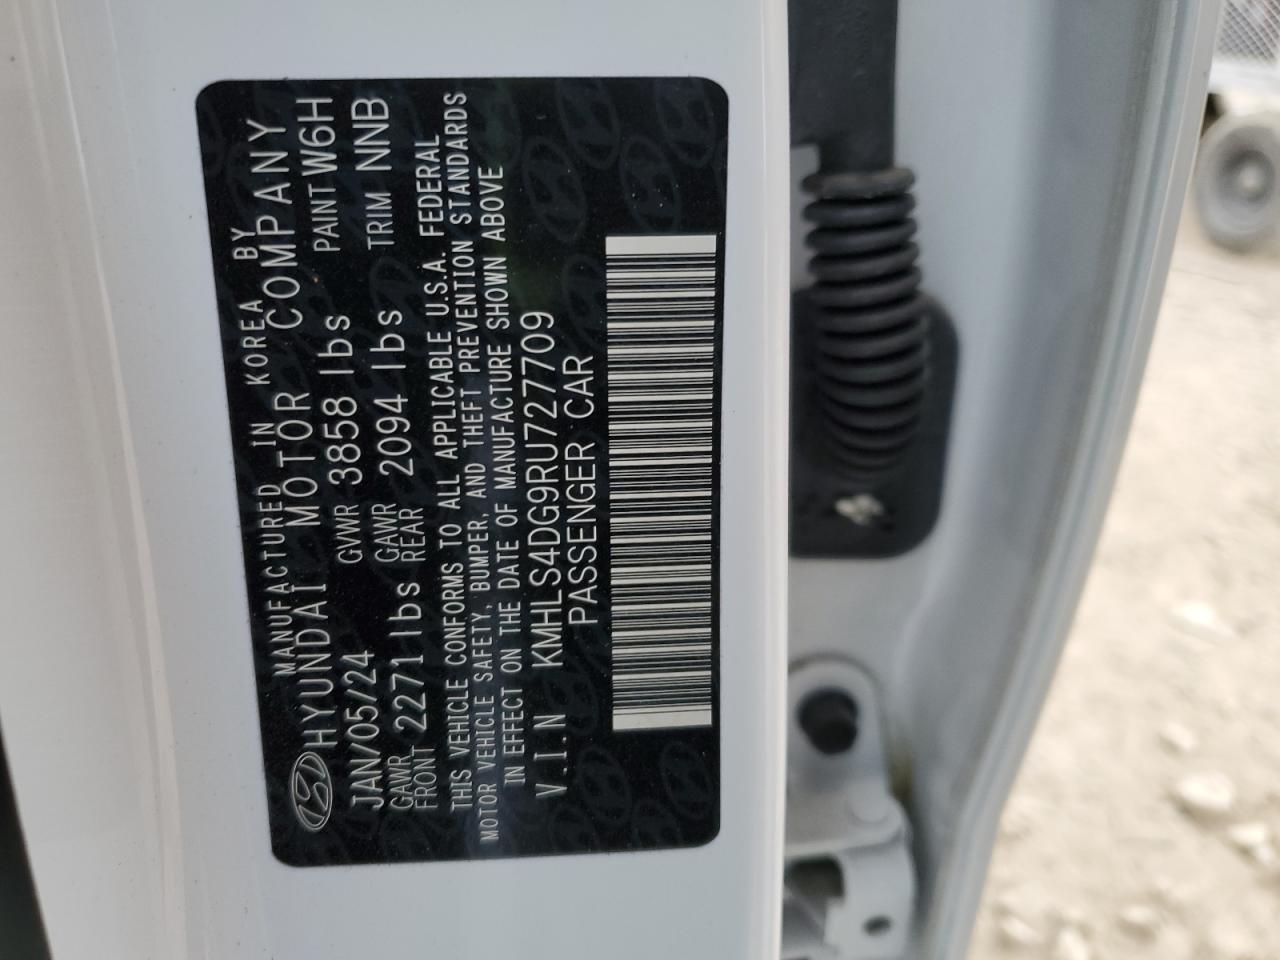 MANUFACTURED IN KOREA BY
HYUNDAI MOTOR COMPANY
JAN/05/24 GVWR 3858 lbs PAINT W6H
GAWR FRONT 2271 lbs GAWR REAR 2094 lbs TRIM NNB
THIS VEHICLE CONFORMS TO ALL APPLICABLE U.S.A. FEDERAL
MOTOR VEHICLE SAFETY, BUMPER, AND THEFT PREVENTION STANDARDS
IN EFFECT ON THE DATE OF MANUFACTURE SHOWN ABOVE
V.I.N KMHLS4DG9RU727709
PASSENGER CAR